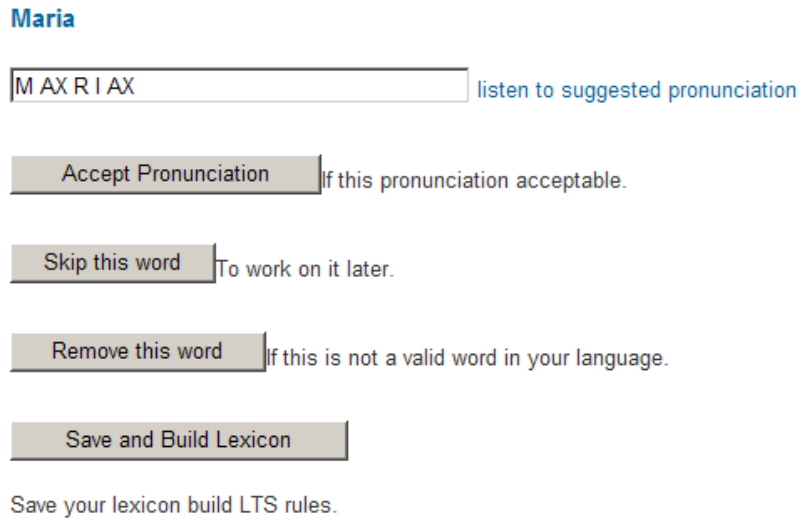 Maria
M AX R I AX listen to suggested pronunciation
Accept Pronunciation If this pronunciation acceptable.
Skip this word To work on it later.
Remove this word If this is not a valid word in your language.
Save and Build Lexicon
Save your lexicon build LTS rules.